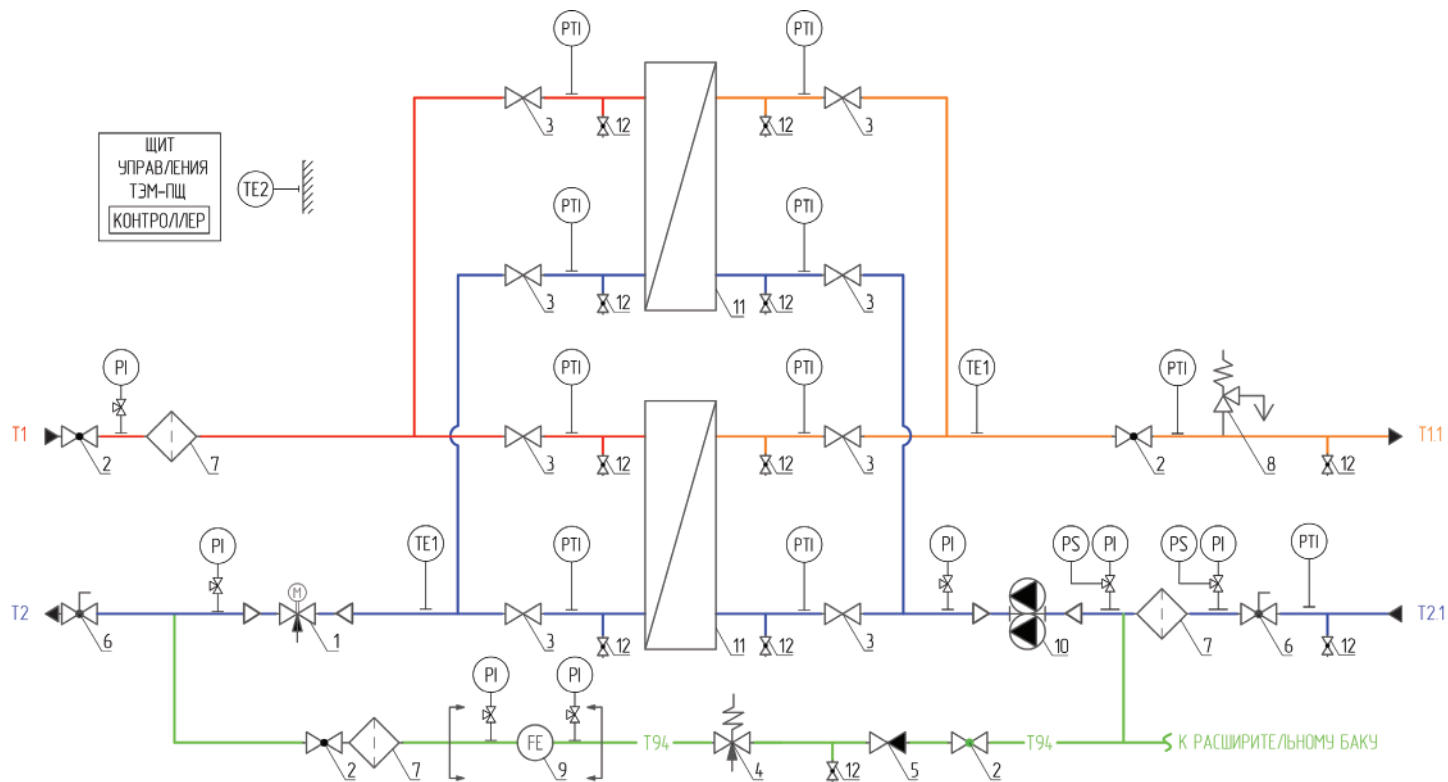 PTI PTI
3 12 12 3
ЩИТ
УПРАВЛЕНИЯ
ТЭМ-ПЩ
КОНТРОЛЛЕР
TE2
PTI PTI
3 12 11 12 3
PI PTI PTI TE1 PTI
T1 T1.1
2 7 3 12 12 3 2 8 12
PI TE1 PTI PTI PI PS PI PS PI PTI
M
T2 T2.1
6 1 3 12 11 12 3 10 7 6 12
PI PI
FE T94 T94 К РАСШИРИТЕЛЬНОМУ БАКУ
2 7 9 4 12 5 2